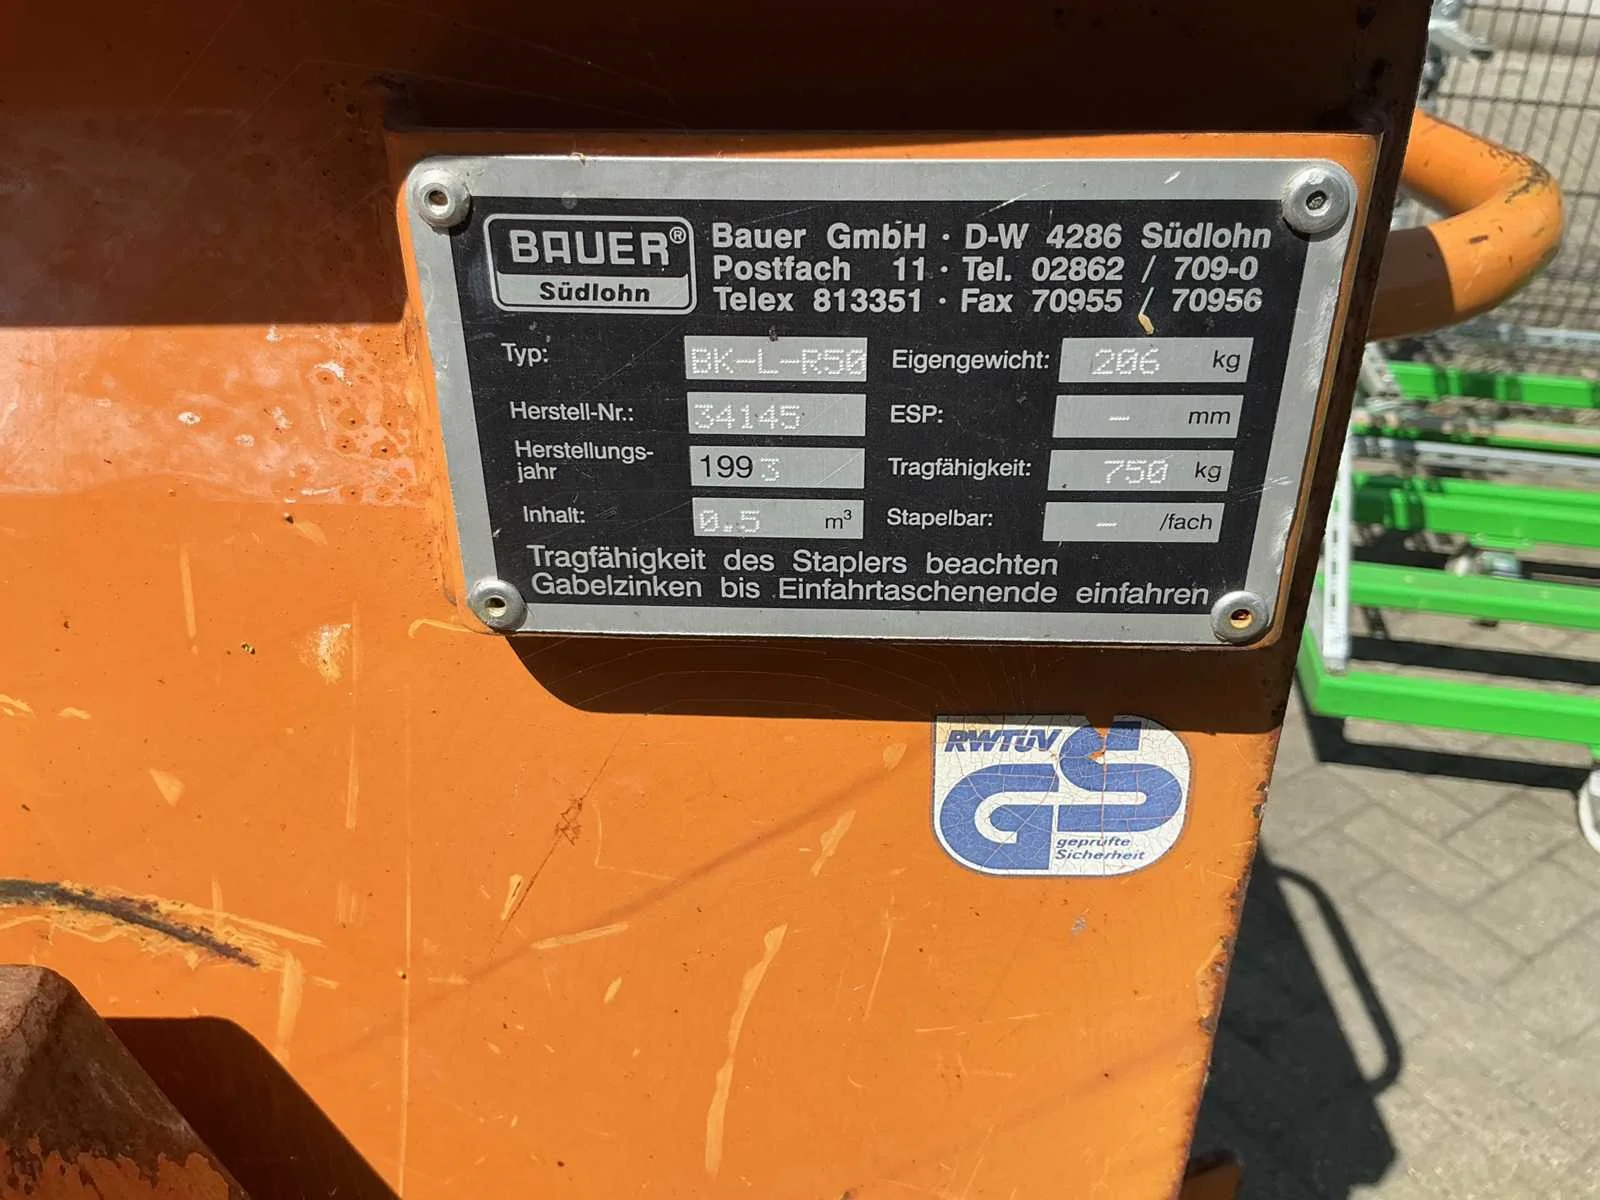 BAUER®
Südlohn
Bauer GmbH · D-W 4286 Südlohn
Postfach 11 · Tel. 02862 / 709-0
Telex 813351 · Fax 70955 / 70956
Typ: BK-L-R50 Eigengewicht: 206 kg
Herstell-Nr.: 34145 ESP: - mm
Herstellungs-
jahr 1993 Tragfähigkeit: 750 kg
Inhalt: 0.5 m³ Stapelbar: - /fach
Tragfähigkeit des Staplers beachten
Gabelzinken bis Einfahrtaschenende einfahren
RWTÜV
GS
geprüfte
Sicherheit